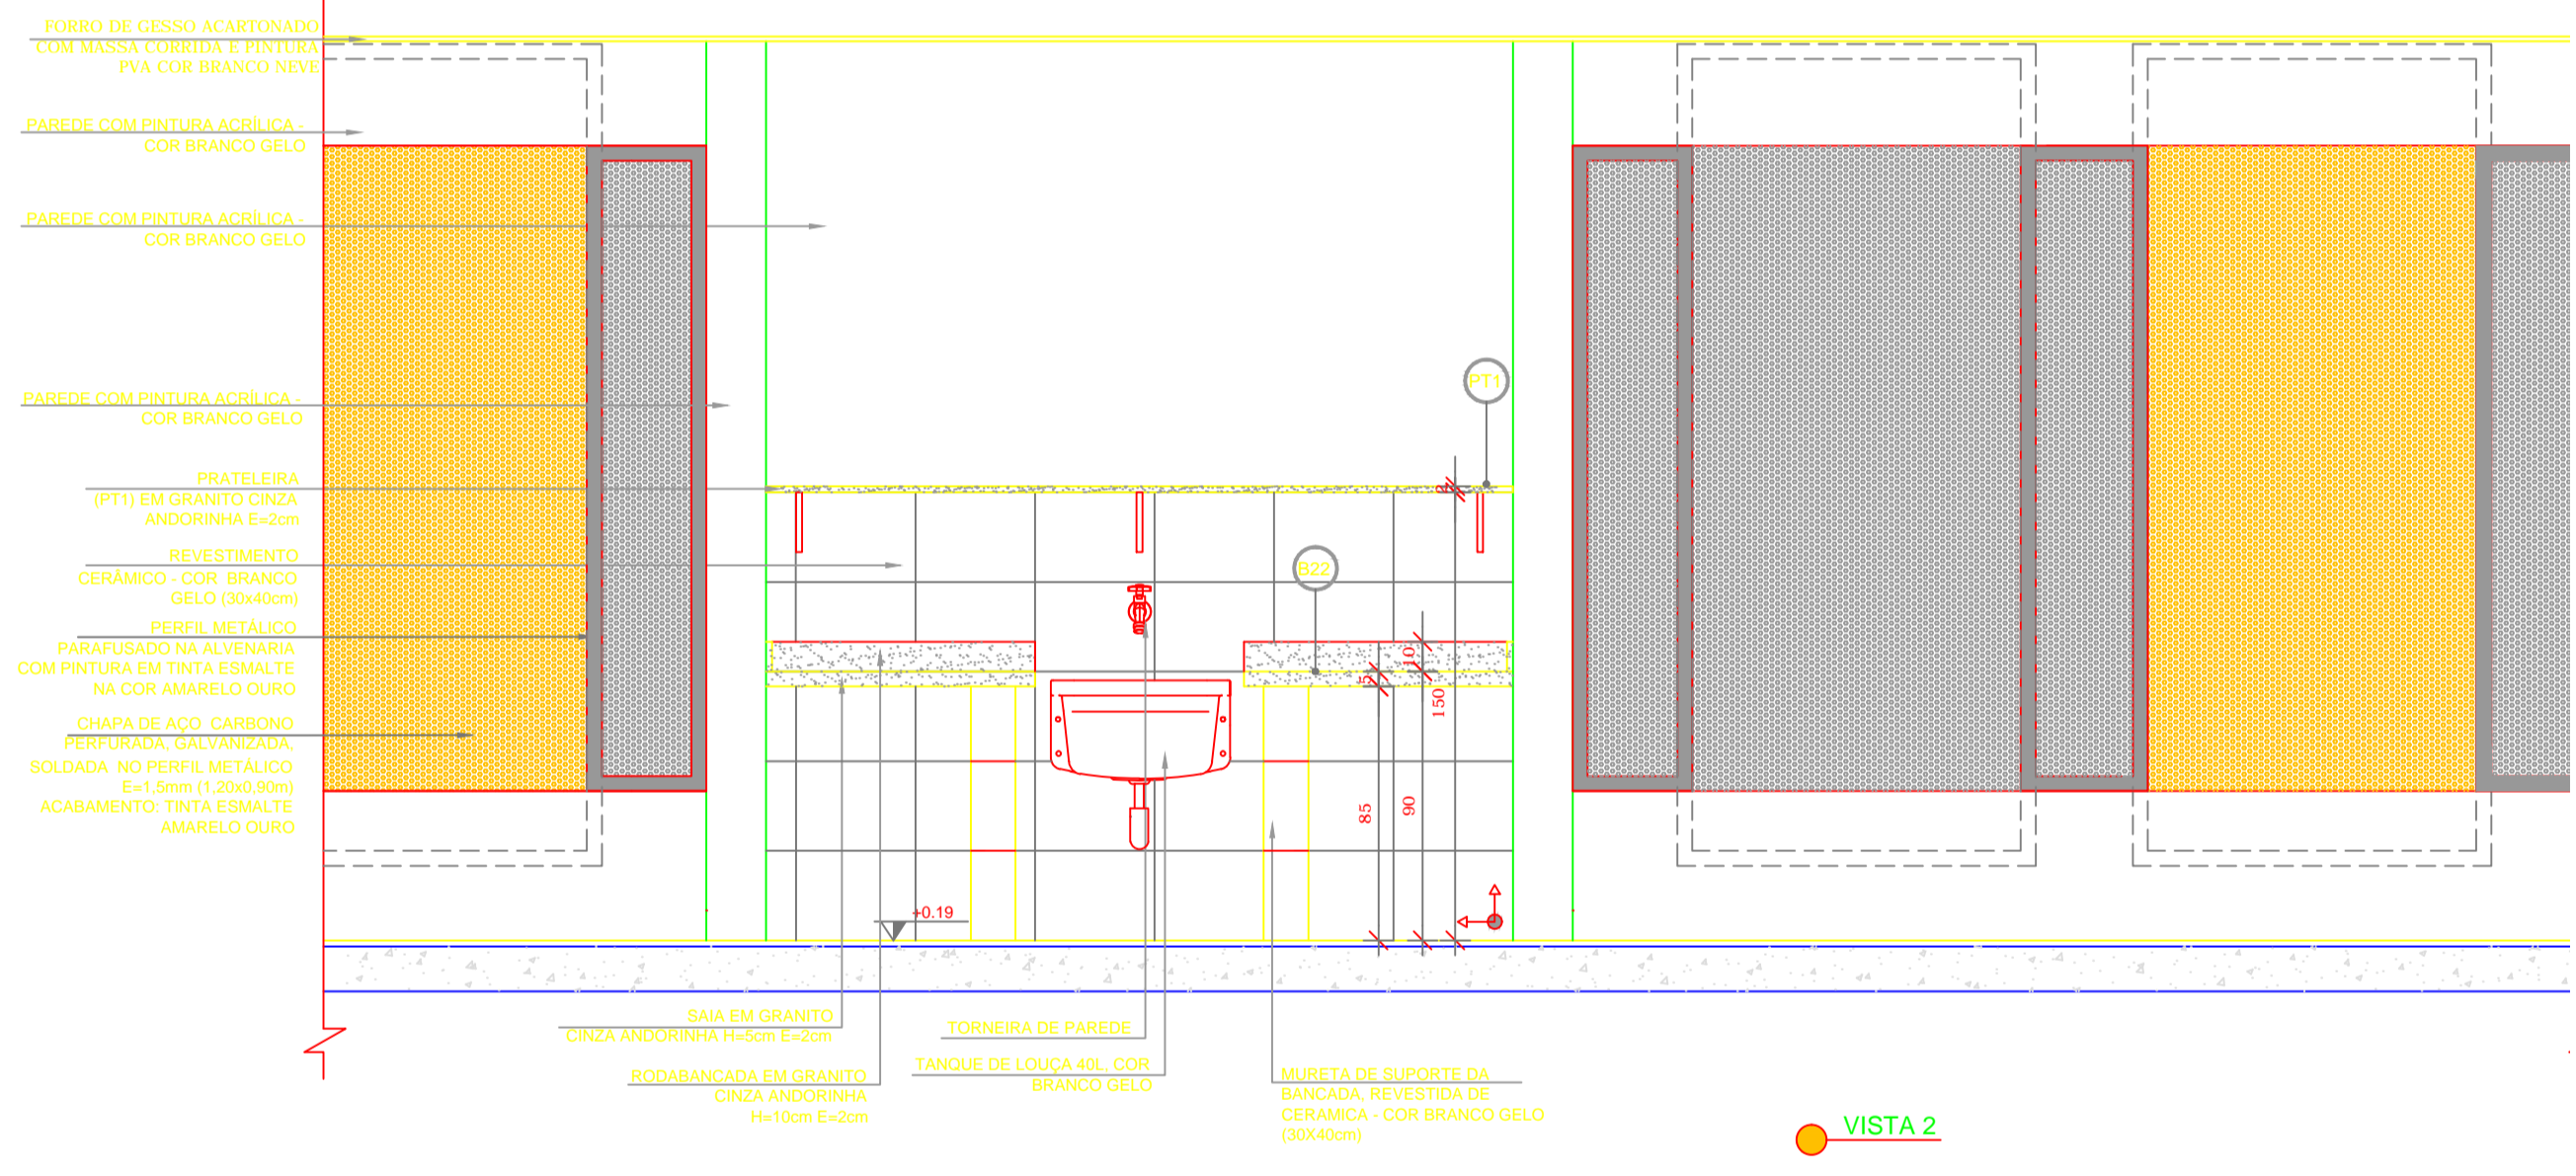 FORRO DE GESSO ACARTONADO
COM MASSA CORRIDA E PINTURA
PVA COR BRANCO NEVE
PAREDE COM PINTURA ACRÍLICA -
COR BRANCO GELO
PAREDE COM PINTURA ACRÍLICA -
COR BRANCO GELO
PAREDE COM PINTURA ACRÍLICA -
COR BRANCO GELO
PRATELEIRA
(PT1) EM GRANITO CINZA
ANDORINHA E=2cm
REVESTIMENTO
CERÂMICO - COR BRANCO
GELO (30x40cm)
PERFIL METÁLICO
PARAFUSADO NA ALVENARIA
COM PINTURA EM TINTA ESMALTE
NA COR AMARELO OURO
CHAPA DE AÇO CARBONO
PERFURADA, GALVANIZADA,
SOLDADA NO PERFIL METÁLICO
E=1,5mm (1,20x0,90m)
ACABAMENTO: TINTA ESMALTE
AMARELO OURO
PT1
2
B22
10
5
150
85
90
+0.19
SAIA EM GRANITO
CINZA ANDORINHA H=5cm E=2cm
RODABANCADA EM GRANITO
CINZA ANDORINHA
H=10cm E=2cm
TORNEIRA DE PAREDE
TANQUE DE LOUÇA 40L, COR
BRANCO GELO
MURETA DE SUPORTE DA
BANCADA, REVESTIDA DE
CERAMICA - COR BRANCO GELO
(30X40cm)
VISTA 2